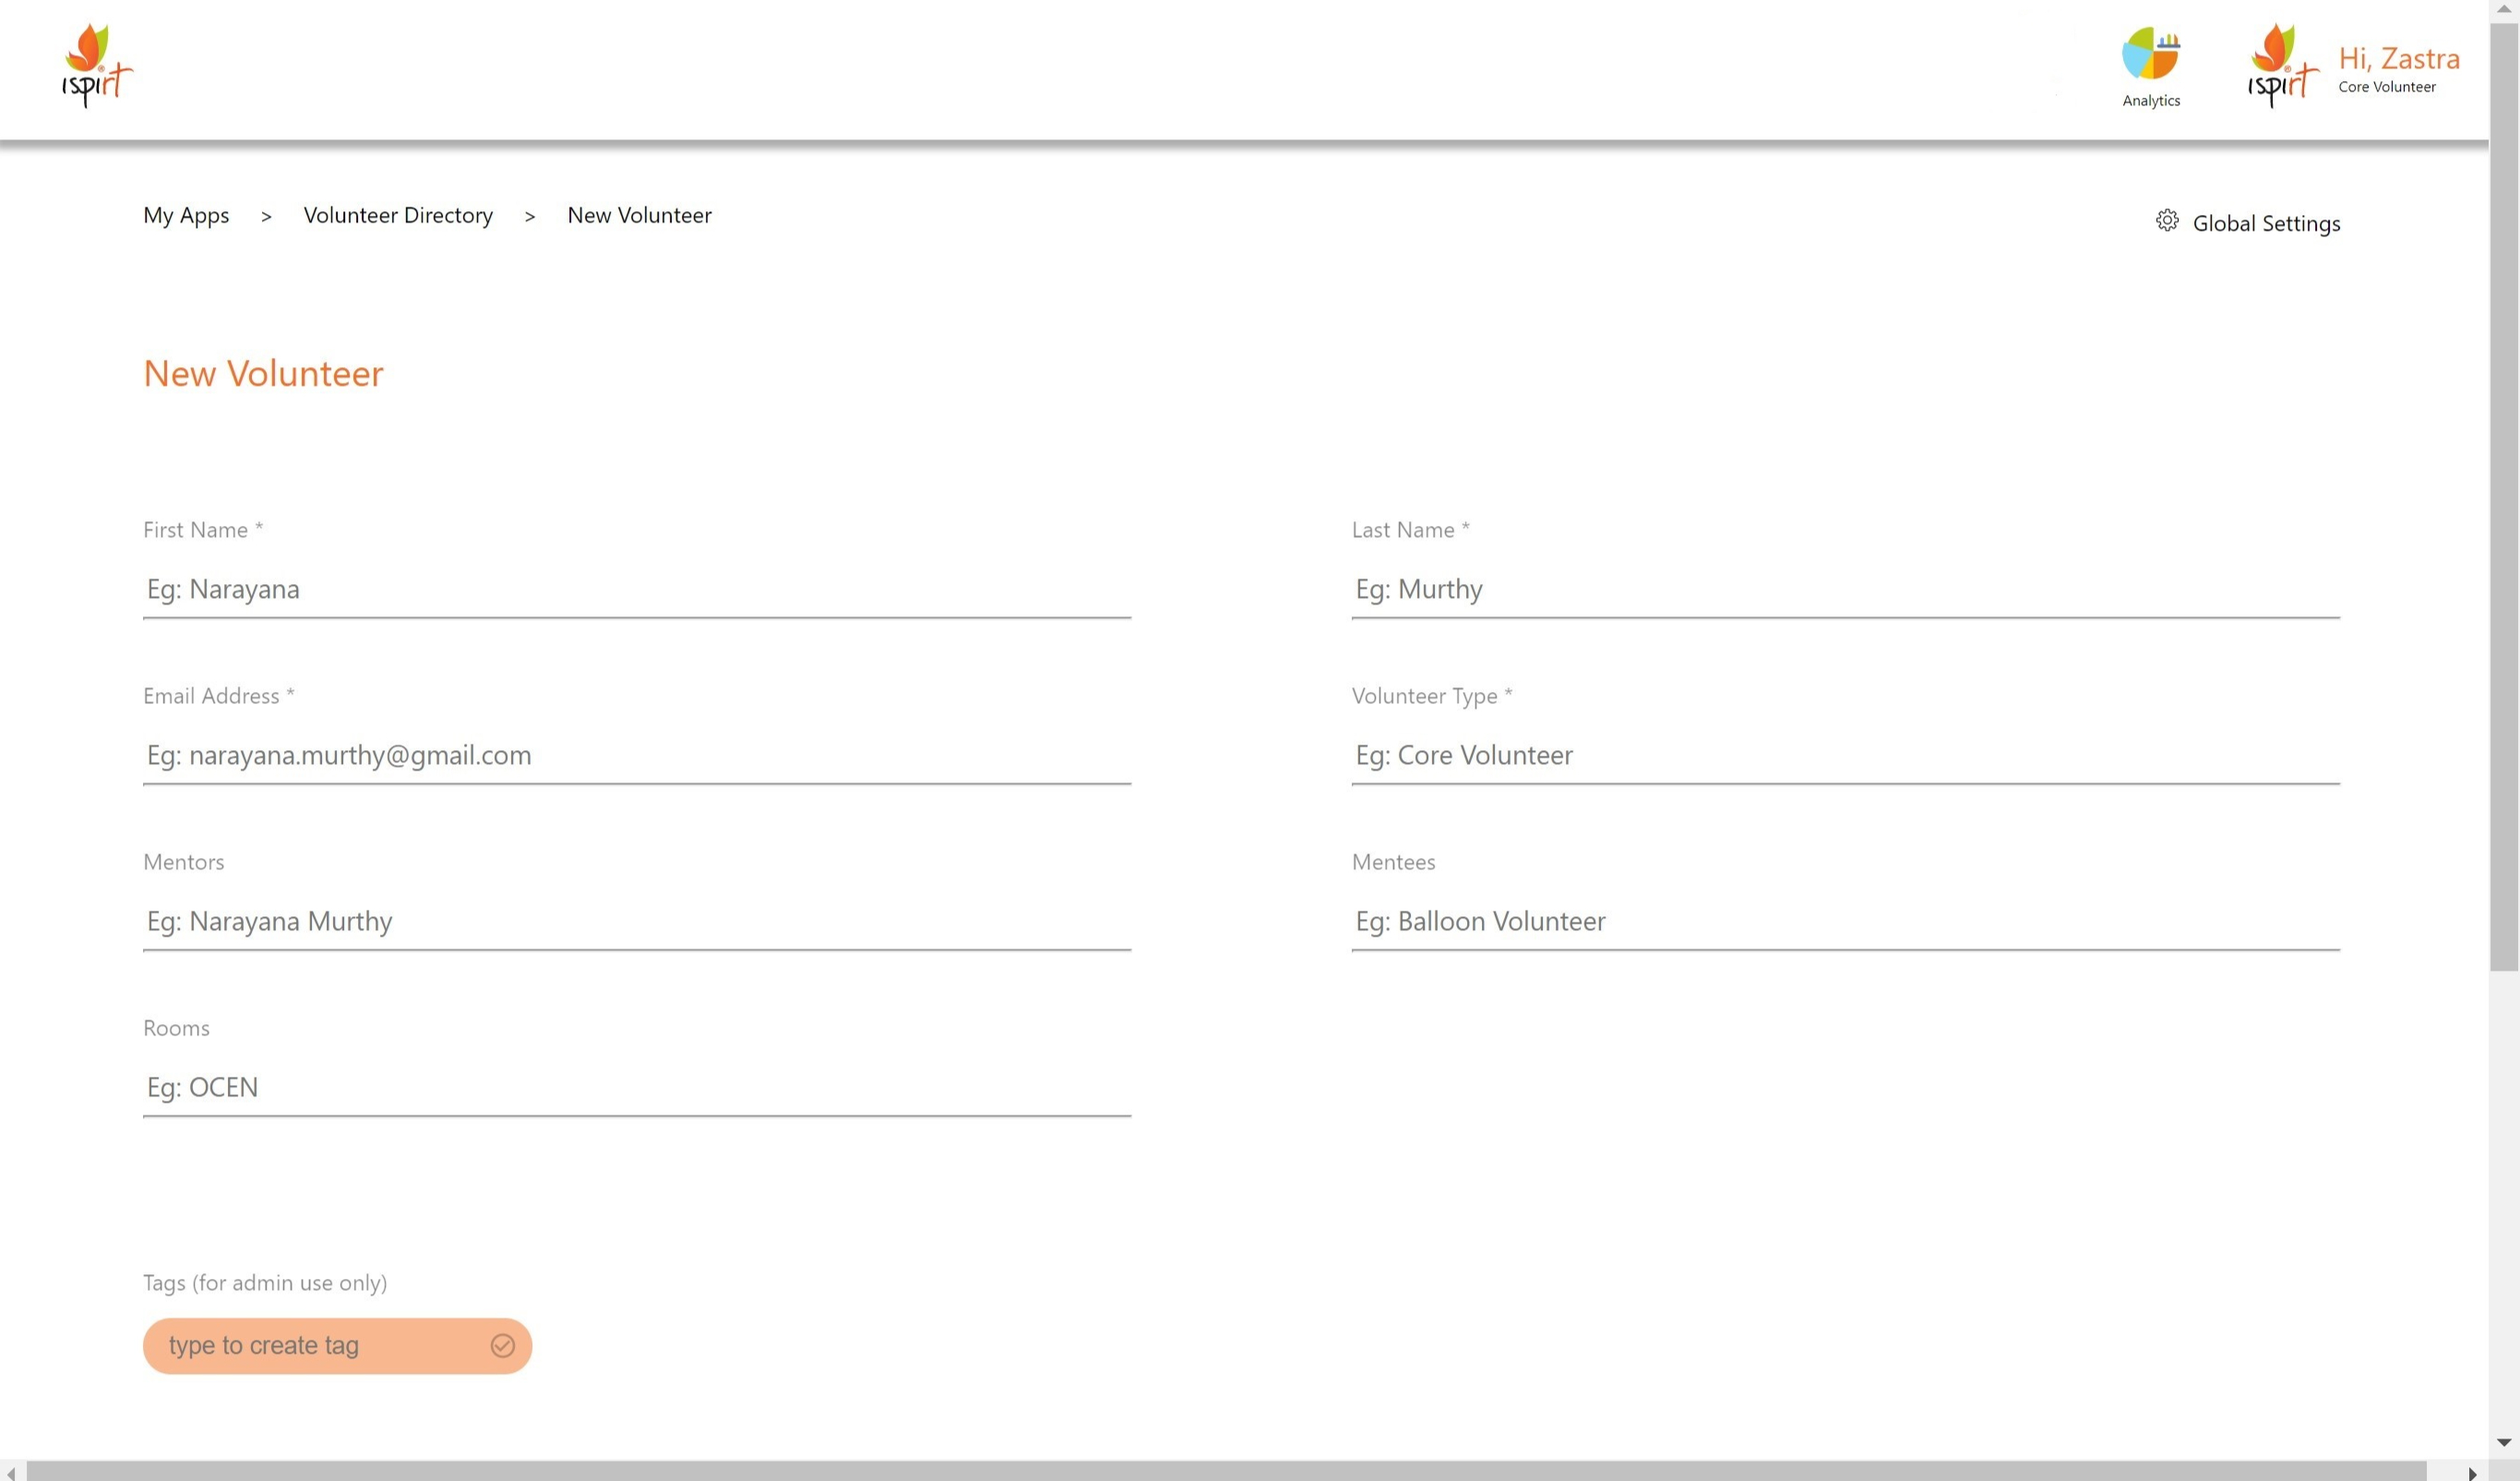 ıspırt
Analytics
ıspırt
Hi, Zastra
Core Volunteer
My Apps > Volunteer Directory > New Volunteer
Global Settings
New Volunteer
First Name *
Last Name *
Eg: Narayana
Eg: Murthy
Email Address *
Volunteer Type *
Eg: narayana.murthy@gmail.com
Eg: Core Volunteer
Mentors
Mentees
Eg: Narayana Murthy
Eg: Balloon Volunteer
Rooms
Eg: OCEN
Tags (for admin use only)
type to create tag